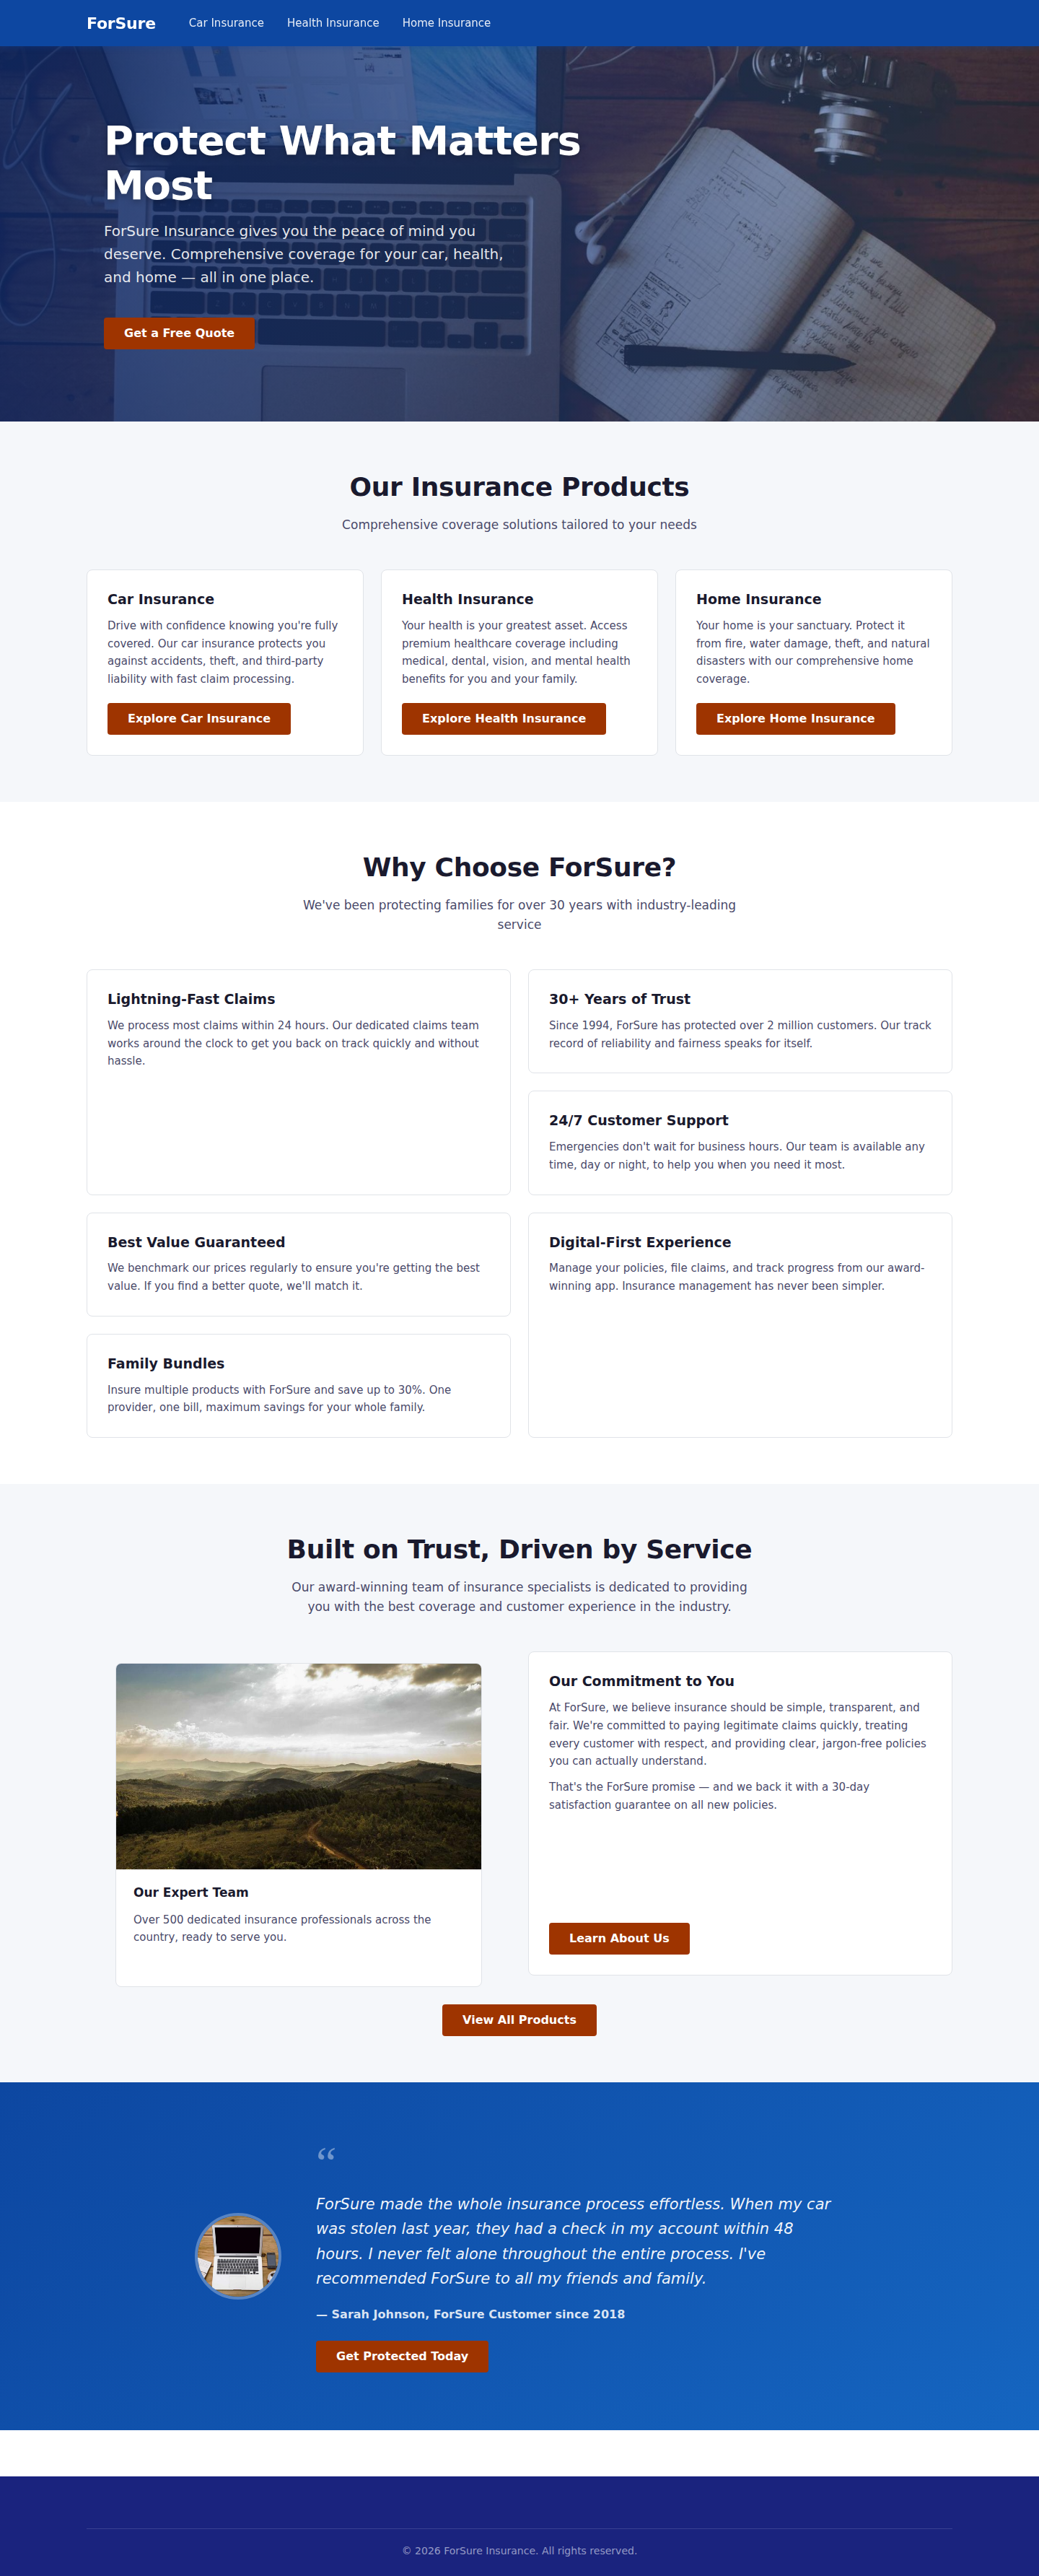 ForSure
Car Insurance
Health Insurance
Home Insurance
Protect What Matters
Most
ForSure Insurance gives you the peace of mind you
deserve. Comprehensive coverage for your car, health,
and home — all in one place.
Get a Free Quote
Our Insurance Products
Comprehensive coverage solutions tailored to your needs
Car Insurance
Drive with confidence knowing you're fully
covered. Our car insurance protects you
against accidents, theft, and third-party
liability with fast claim processing.
Explore Car Insurance
Health Insurance
Your health is your greatest asset. Access
premium healthcare coverage including
medical, dental, vision, and mental health
benefits for you and your family.
Explore Health Insurance
Home Insurance
Your home is your sanctuary. Protect it
from fire, water damage, theft, and natural
disasters with our comprehensive home
coverage.
Explore Home Insurance
Why Choose ForSure?
We've been protecting families for over 30 years with industry-leading
service
Lightning-Fast Claims
We process most claims within 24 hours. Our dedicated claims team
works around the clock to get you back on track quickly and without
hassle.
30+ Years of Trust
Since 1994, ForSure has protected over 2 million customers. Our track
record of reliability and fairness speaks for itself.
24/7 Customer Support
Emergencies don't wait for business hours. Our team is available any
time, day or night, to help you when you need it most.
Best Value Guaranteed
We benchmark our prices regularly to ensure you're getting the best
value. If you find a better quote, we'll match it.
Digital-First Experience
Manage your policies, file claims, and track progress from our award-
winning app. Insurance management has never been simpler.
Family Bundles
Insure multiple products with ForSure and save up to 30%. One
provider, one bill, maximum savings for your whole family.
Built on Trust, Driven by Service
Our award-winning team of insurance specialists is dedicated to providing
you with the best coverage and customer experience in the industry.
Our Expert Team
Over 500 dedicated insurance professionals across the
country, ready to serve you.
Our Commitment to You
At ForSure, we believe insurance should be simple, transparent, and
fair. We're committed to paying legitimate claims quickly, treating
every customer with respect, and providing clear, jargon-free policies
you can actually understand.
That's the ForSure promise — and we back it with a 30-day
satisfaction guarantee on all new policies.
Learn About Us
View All Products
“
ForSure made the whole insurance process effortless. When my car
was stolen last year, they had a check in my account within 48
hours. I never felt alone throughout the entire process. I've
recommended ForSure to all my friends and family.
— Sarah Johnson, ForSure Customer since 2018
Get Protected Today
© 2026 ForSure Insurance. All rights reserved.